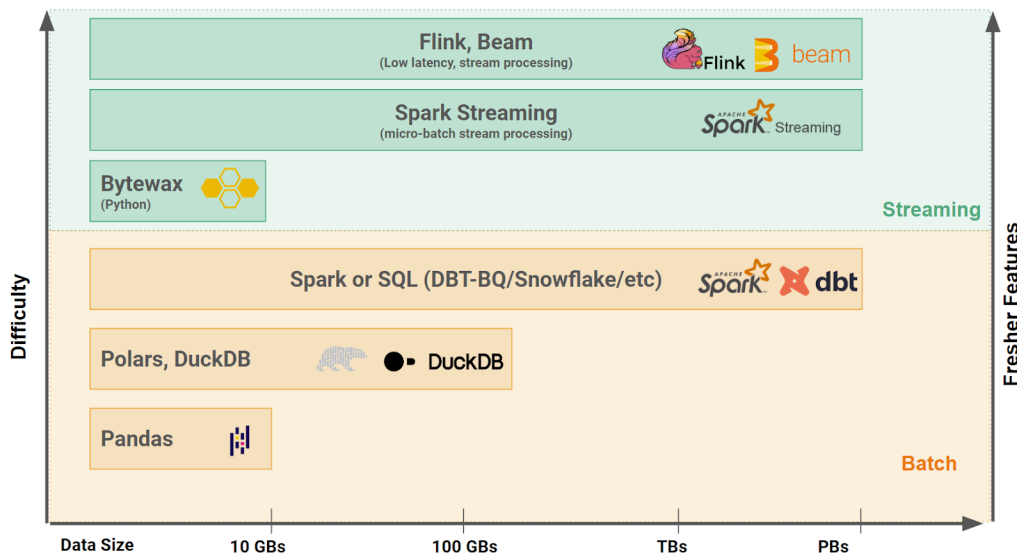 Flink, Beam
(Low latency, stream processing)
Flink
beam
Spark Streaming
(micro-batch stream processing)
APACHE
Spark™ Streaming
Bytewax
(Python)
Streaming
Difficulty
Fresher Features
Spark or SQL (DBT-BQ/Snowflake/etc)
APACHE
Spark™
dbt
Polars, DuckDB
DuckDB
Pandas
Batch
Data Size
10 GBs
100 GBs
TBs
PBs